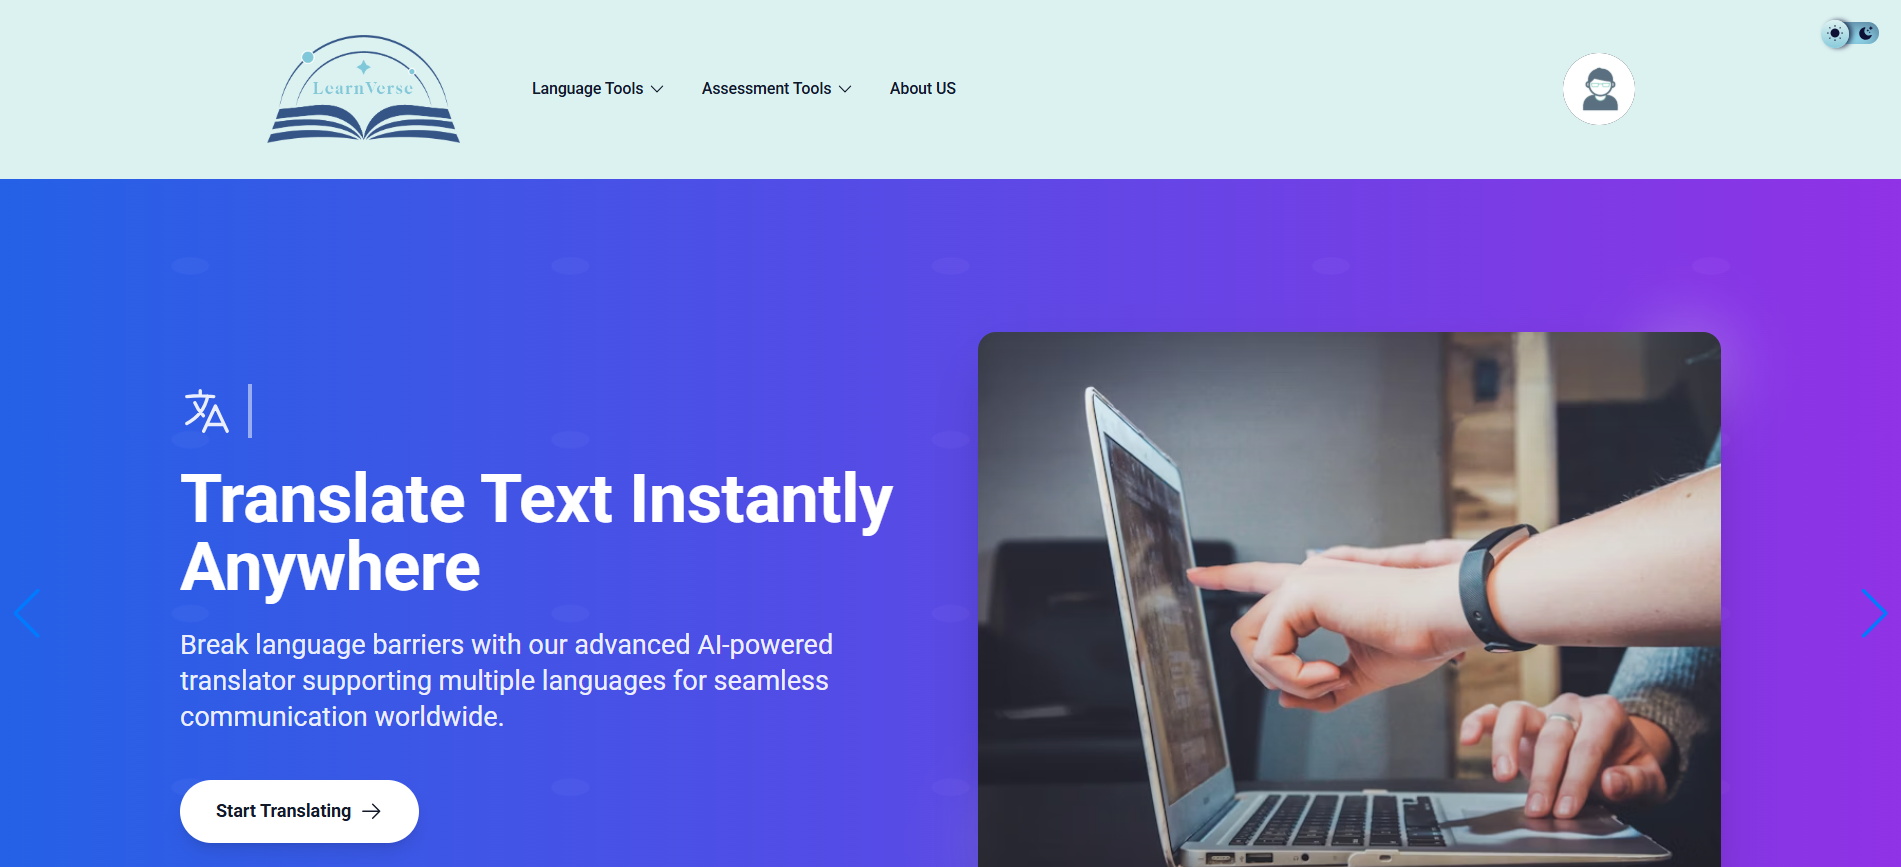 LearnVerse
Language Tools
Assessment Tools
About US
Translate Text Instantly
Anywhere
Break language barriers with our advanced AI-powered
translator supporting multiple languages for seamless
communication worldwide.
Start Translating